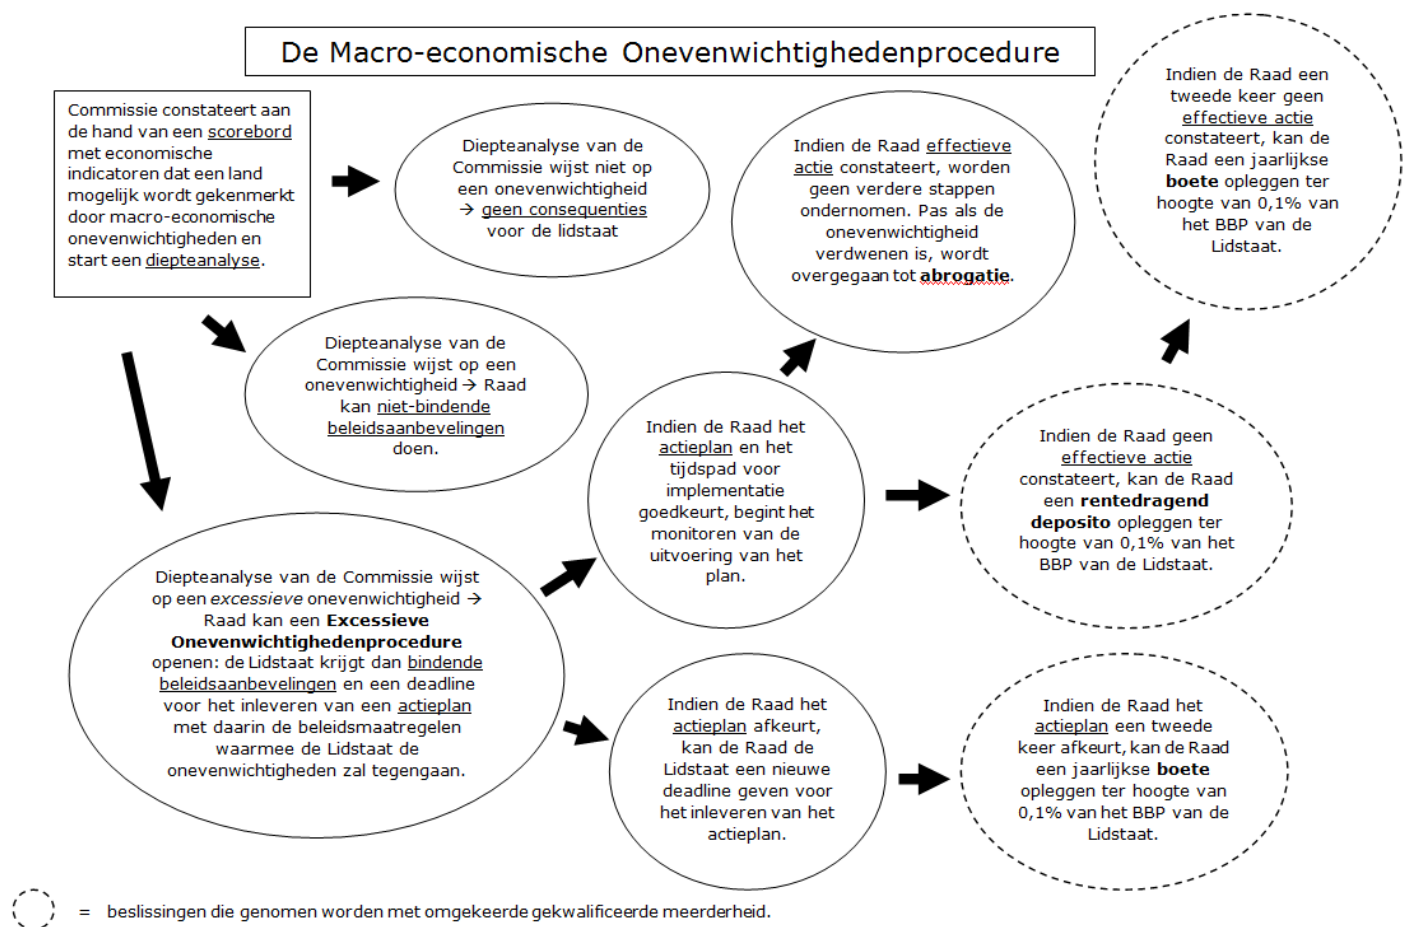 De Macro-economische Onevenwichtighedenprocedure
Commissie constateert aan
de hand van een scorebord
met economische
indicatoren dat een land
mogelijk wordt gekenmerkt
door macro-economische
onevenwichtigheden en
start een diepteanalyse.
Diepteanalyse van de
Commissie wijst niet op
een onevenwichtigheid
→ geen consequenties
voor de lidstaat
Indien de Raad effectieve
actie constateert, worden
geen verdere stappen
ondernomen. Pas als de
onevenwichtigheid
verdwenen is, wordt
overgegaan tot abrogatie.
Indien de Raad een
tweede keer geen
effectieve actie
constateert, kan de
Raad een jaarlijkse
boete opleggen ter
hoogte van 0,1% van
het BBP van de
Lidstaat.
Diepteanalyse van de
Commissie wijst op een
onevenwichtigheid → Raad
kan niet-bindende
beleidsaanbevelingen
doen.
Indien de Raad het
actieplan en het
tijdspad voor
implementatie
goedkeurt, begint het
monitoren van de
uitvoering van het
plan.
Indien de Raad geen
effectieve actie
constateert, kan de Raad
een rentedragend
deposito opleggen ter
hoogte van 0,1% van het
BBP van de Lidstaat.
Diepteanalyse van de Commissie wijst
op een excessieve onevenwichtigheid →
Raad kan een Excessieve
Onevenwichtighedenprocedure
openen: de Lidstaat krijgt dan bindende
beleidsaanbevelingen en een deadline
voor het inleveren van een actieplan
met daarin de beleidsmaatregelen
waarmee de Lidstaat de
onevenwichtigheden zal tegengaan.
Indien de Raad het
actieplan afkeurt,
kan de Raad de
Lidstaat een nieuwe
deadline geven voor
het inleveren van het
actieplan.
Indien de Raad het
actieplan een tweede
keer afkeurt, kan de Raad
een jaarlijkse boete
opleggen ter hoogte van
0,1% van het BBP van de
Lidstaat.
= beslissingen die genomen worden met omgekeerde gekwalificeerde meerderheid.